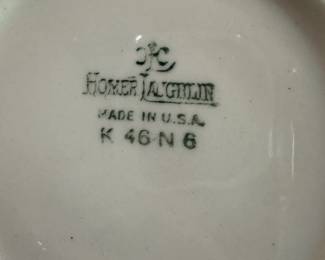 HOMER LAUGHLIN
MADE IN U.S.A.
K 46 N 6